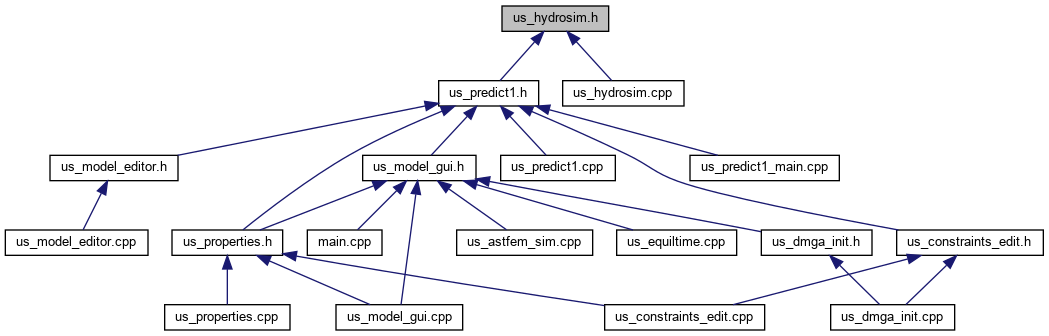 us_hydrosim.h
us_predict1.h
us_hydrosim.cpp
us_model_editor.h
us_model_gui.h
us_predict1.cpp
us_predict1_main.cpp
us_model_editor.cpp
us_properties.h
main.cpp
us_astfem_sim.cpp
us_equiltime.cpp
us_dmga_init.h
us_constraints_edit.h
us_properties.cpp
us_model_gui.cpp
us_constraints_edit.cpp
us_dmga_init.cpp